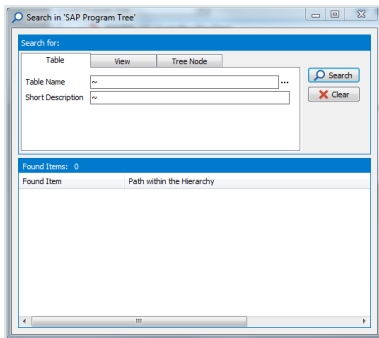 Search in 'SAP Program Tree'
Search for:
Table View Tree Node
Table Name ~ ... Search
Short Description ~ Clear
Found Items: 0
Found Item Path within the Hierarchy